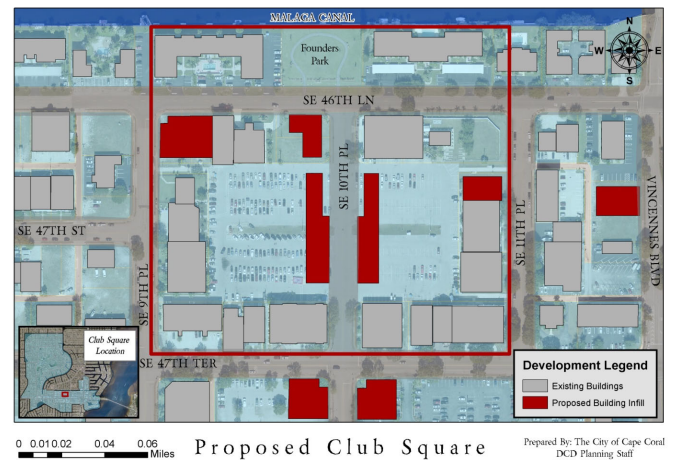 MALAGA CANAL
Founders
Park
N
W
E
S
SE 46TH LN
SE 10TH PL
SE 47TH ST
SE 9TH PL
SE 11TH PL
VINCENNES BLVD
SE 47TH TER
Club Square
Location
Development Legend
Existing Buildings
Proposed Building Infill
0 0.01 0.02 0.04 0.06
Miles
Proposed Club Square
Prepared By: The City of Cape Coral
DCD Planning Staff